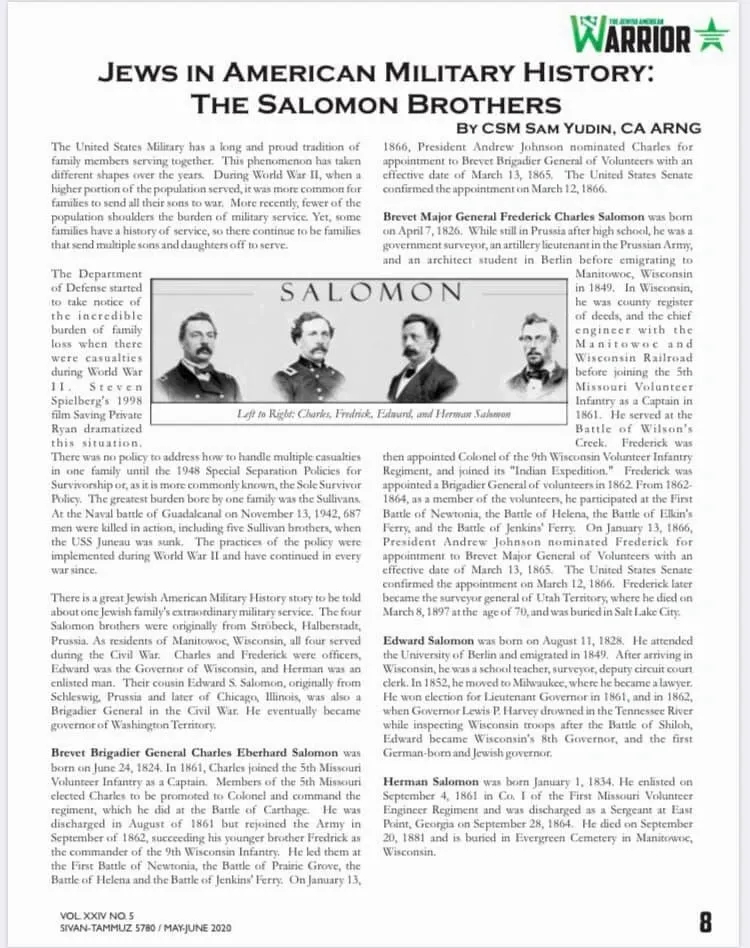 THE JEWISH AMERICAN
WARRIOR
JEWS IN AMERICAN MILITARY HISTORY:
THE SALOMON BROTHERS
BY CSM SAM YUDIN, CA ARNG
The United States Military has a long and proud tradition of
family members serving together. This phenomenon has taken
different shapes over the years. During World War II, when a
higher portion of the population served, it was more common for
families to send all their sons to war. More recently, fewer of the
population shoulders the burden of military service. Yet, some
families have a history of service, so there continue to be families
that send multiple sons and daughters off to serve.
The Department
of Defense started
to take notice of
the incredible
burden of family
loss when there
were casualties
during World War
II. Steven
Spielberg's 1998
film Saving Private
Ryan dramatized
this situation.
There was no policy to address how to handle multiple casualties
in one family until the 1948 Special Separation Policies for
Survivorship or, as it is more commonly known, the Sole Survivor
Policy. The greatest burden bore by one family was the Sullivans.
At the Naval battle of Guadalcanal on November 13, 1942, 687
men were killed in action, including five Sullivan brothers, when
the USS Juneau was sunk. The practices of the policy were
implemented during World War II and have continued in every
war since.
There is a great Jewish American Military History story to be told
about one Jewish family's extraordinary military service. The four
Salomon brothers were originally from Ströbeck, Halberstadt,
Prussia. As residents of Manitowoc, Wisconsin, all four served
during the Civil War. Charles and Frederick were officers,
Edward was the Governor of Wisconsin, and Herman was an
enlisted man. Their cousin Edward S. Salomon, originally from
Schleswig, Prussia and later of Chicago, Illinois, was also a
Brigadier General in the Civil War. He eventually became
governor of Washington Territory.
Brevet Brigadier General Charles Eberhard Salomon was
born on June 24, 1824. In 1861, Charles joined the 5th Missouri
Volunteer Infantry as a Captain. Members of the 5th Missouri
elected Charles to be promoted to Colonel and command the
regiment, which he did at the Battle of Carthage. He was
discharged in August of 1861 but rejoined the Army in
September of 1862, succeeding his younger brother Fredrick as
the commander of the 9th Wisconsin Infantry. He led them at
the First Battle of Newtonia, the Battle of Prairie Grove, the
Battle of Helena and the Battle of Jenkins' Ferry. On January 13,
1866, President Andrew Johnson nominated Charles for
appointment to Brevet Brigadier General of Volunteers with an
effective date of March 13, 1865. The United States Senate
confirmed the appointment on March 12, 1866.
Brevet Major General Frederick Charles Salomon was born
on April 7, 1826. While still in Prussia after high school, he was a
government surveyor, an artillery lieutenant in the Prussian Army,
and an architect student in Berlin before emigrating to
Manitowoc, Wisconsin
in 1849. In Wisconsin,
he was county register
of deeds, and the chief
engineer with the
Manitowoc and
Wisconsin Railroad
before joining the 5th
Missouri Volunteer
Infantry as a Captain in
1861. He served at the
Battle of Wilson's
Creek. Frederick was
then appointed Colonel of the 9th Wisconsin Volunteer Infantry
Regiment, and joined its "Indian Expedition." Frederick was
appointed a Brigadier General of volunteers in 1862. From 1862-
1864, as a member of the volunteers, he participated at the First
Battle of Newtonia, the Battle of Helena, the Battle of Elkin's
Ferry, and the Battle of Jenkins' Ferry. On January 13, 1866,
President Andrew Johnson nominated Frederick for
appointment to Brevet Major General of Volunteers with an
effective date of March 13, 1865. The United States Senate
confirmed the appointment on March 12, 1866. Frederick later
became the surveyor general of Utah Territory, where he died on
March 8, 1897 at the age of 70, and was buried in Salt Lake City.
Edward Salomon was born on August 11, 1828. He attended
the University of Berlin and emigrated in 1849. After arriving in
Wisconsin, he was a school teacher, surveyor, deputy circuit court
clerk. In 1852, he moved to Milwaukee, where he became a lawyer.
He won election for Lieutenant Governor in 1861, and in 1862,
when Governor Lewis P. Harvey drowned in the Tennessee River
while inspecting Wisconsin troops after the Battle of Shiloh,
Edward became Wisconsin's 8th Governor, and the first
German-born and Jewish governor.
Herman Salomon was born January 1, 1834. He enlisted on
September 4, 1861 in Co. I of the First Missouri Volunteer
Engineer Regiment and was discharged as a Sergeant at East
Point, Georgia on September 28, 1864. He died on September
20, 1881 and is buried in Evergreen Cemetery in Manitowoc,
Wisconsin.
SALOMON
Left to Right: Charles, Fredrick, Edward, and Herman Salomon
VOL. XXIV NO. 5
SIVAN-TAMMUZ 5780 / MAY-JUNE 2020
8